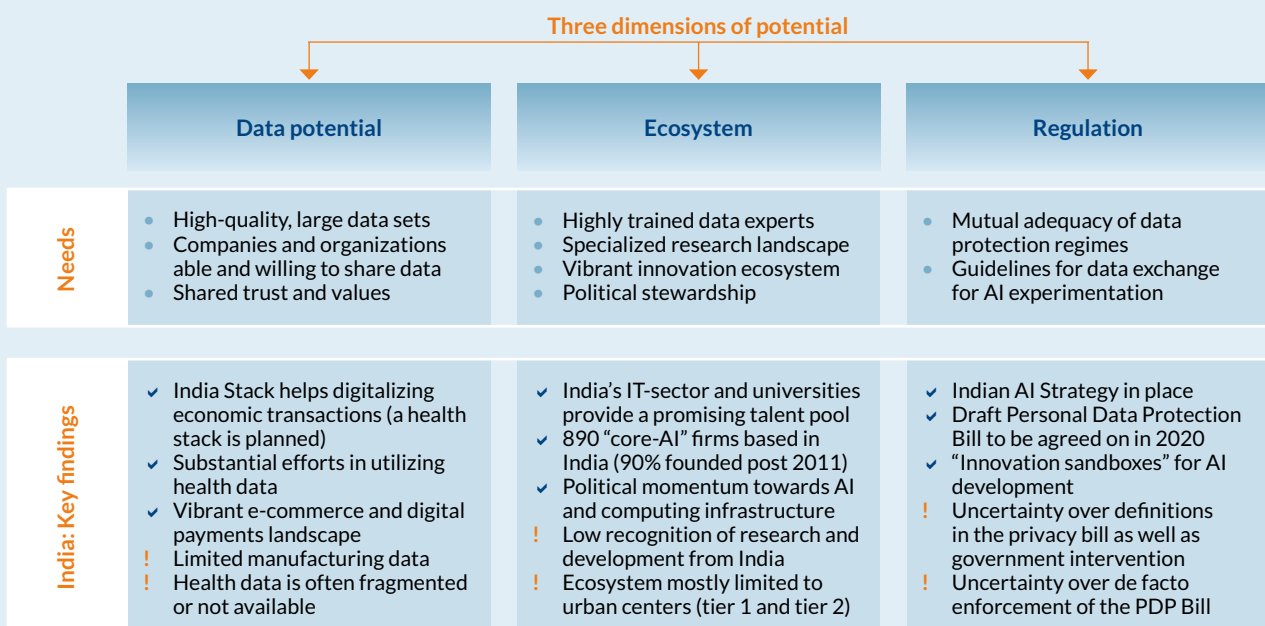 Three dimensions of potential
Data potential
Ecosystem
Regulation
Needs
• High-quality, large data sets
• Companies and organizations
able and willing to share data
• Shared trust and values
• Highly trained data experts
• Specialized research landscape
• Vibrant innovation ecosystem
• Political stewardship
• Mutual adequacy of data
protection regimes
• Guidelines for data exchange
for AI experimentation
India: Key findings
✓ India Stack helps digitalizing
economic transactions (a health
stack is planned)
✓ Substantial efforts in utilizing
health data
✓ Vibrant e-commerce and digital
payments landscape
! Limited manufacturing data
! Health data is often fragmented
or not available
✓ India’s IT-sector and universities
provide a promising talent pool
✓ 890 “core-AI” firms based in
India (90% founded post 2011)
✓ Political momentum towards AI
and computing infrastructure
! Low recognition of research and
development from India
! Ecosystem mostly limited to
urban centers (tier 1 and tier 2)
✓ Indian AI Strategy in place
✓ Draft Personal Data Protection
Bill to be agreed on in 2020
✓ “Innovation sandboxes” for AI
development
! Uncertainty over definitions
in the privacy bill as well as
government intervention
! Uncertainty over de facto
enforcement of the PDP Bill